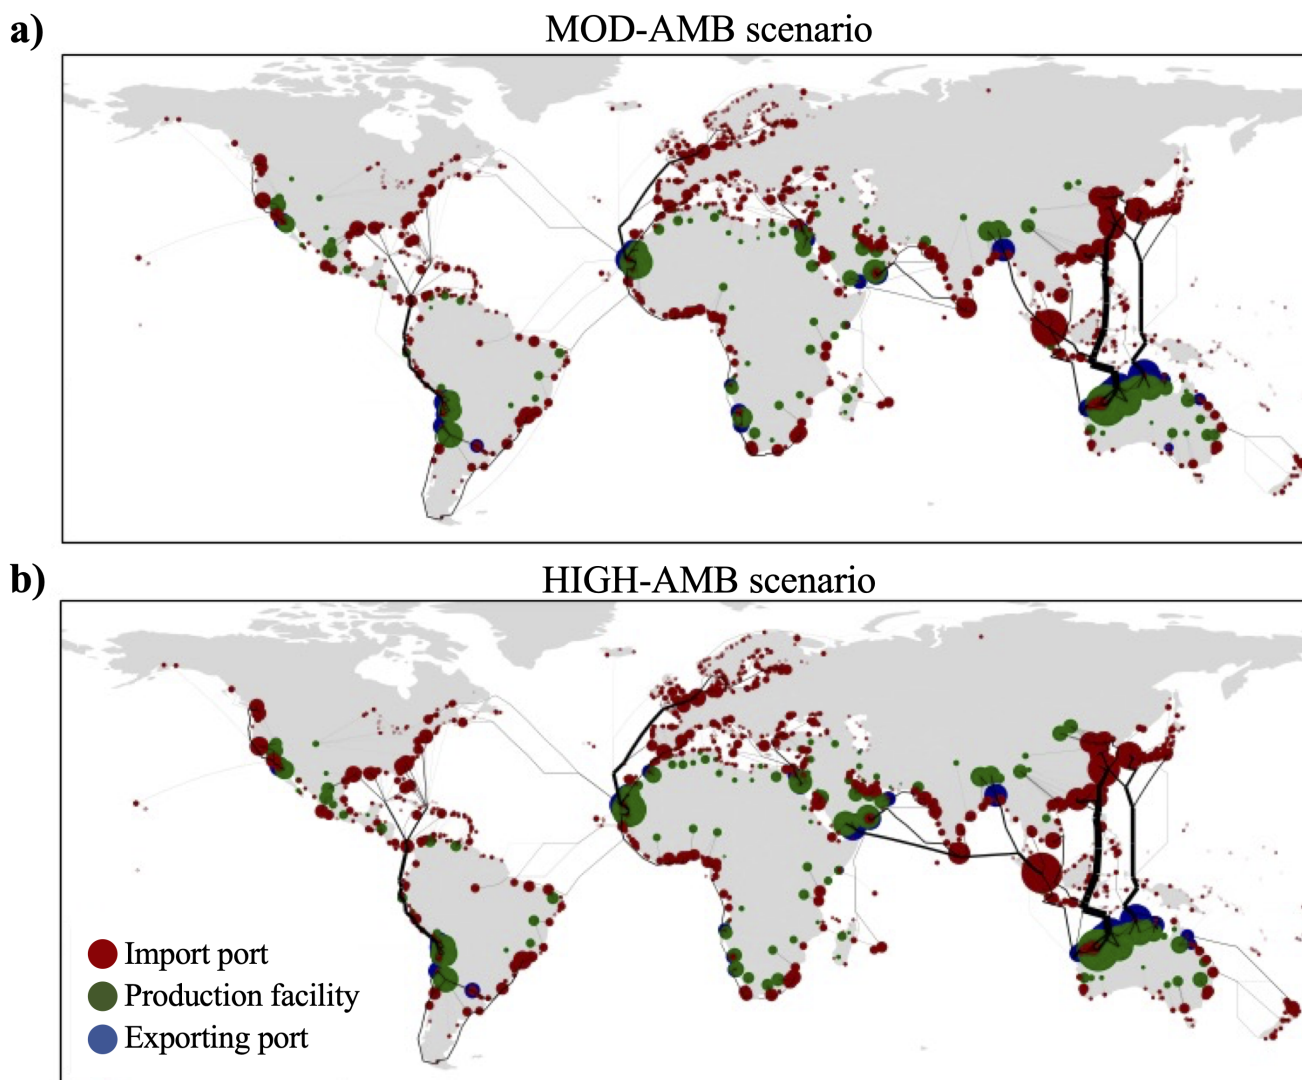 a)
MOD-AMB scenario
b)
HIGH-AMB scenario
Import port
Production facility
Exporting port